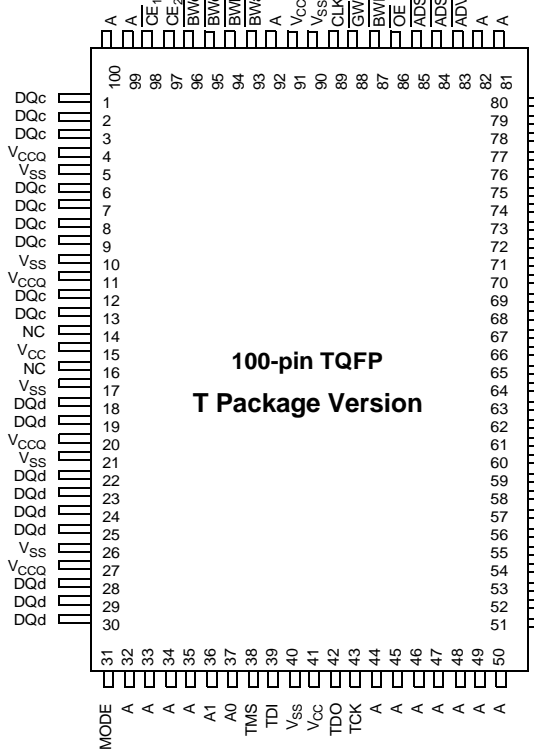 A A CE1 CE2 BW BW BW BW A VCC VSS CLK GW BW OE ADS ADS ADV A A
100 99 98 97 96 95 94 93 92 91 90 89 88 87 86 85 84 83 82 81
DQc 1 80
DQc 2 79
DQc 3 78
VCCQ 4 77
VSS 5 76
DQc 6 75
DQc 7 74
DQc 8 73
DQc 9 72
VSS 10 71
VCCQ 11 70
DQc 12 69
DQc 13 68
NC 14 67
VCC 15 66
NC 16 65
VSS 17 64
DQd 18 63
DQd 19 62
VCCQ 20 61
VSS 21 60
DQd 22 59
DQd 23 58
DQd 24 57
DQd 25 56
VSS 26 55
VCCQ 27 54
DQd 28 53
DQd 29 52
DQd 30 51
100-pin TQFP
T Package Version
31 32 33 34 35 36 37 38 39 40 41 42 43 44 45 46 47 48 49 50
MODE A A A A A1 A0 TMS TDI VSS VCC TDO TCK A A A A A A A